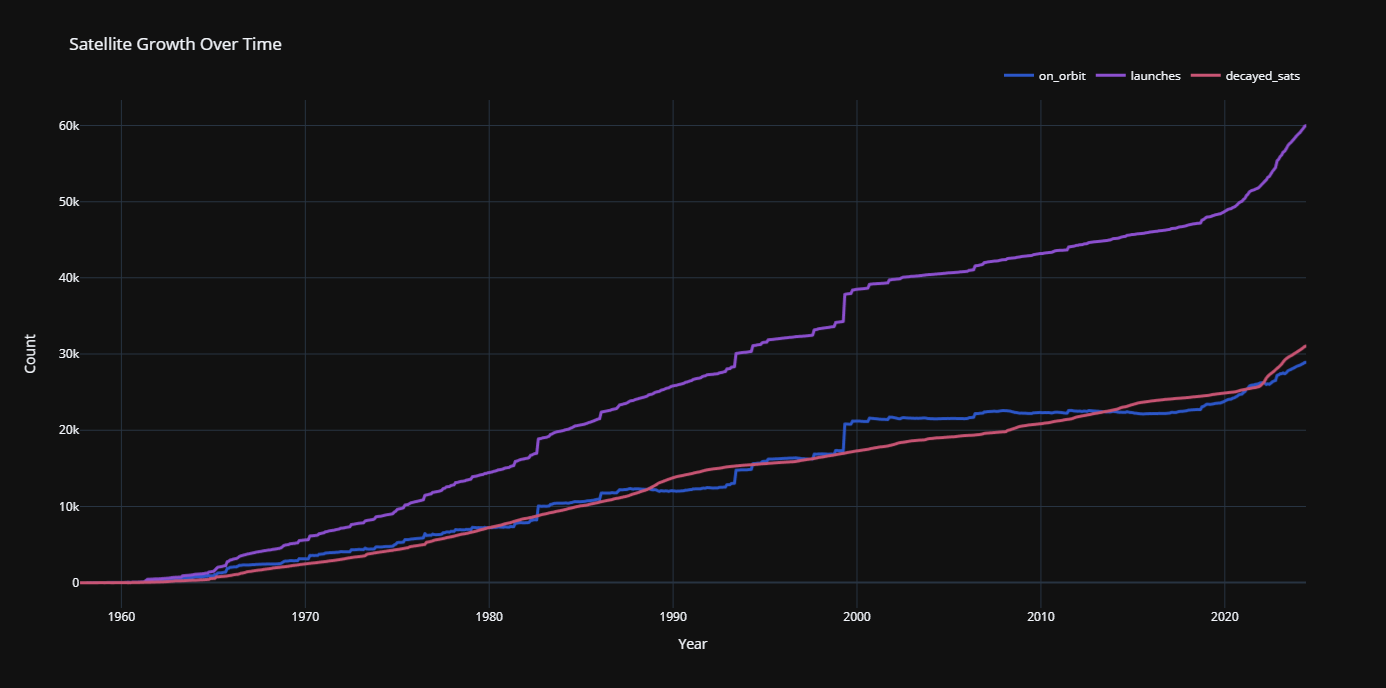 Satellite Growth Over Time
on_orbit launches decayed_sats
60k
50k
40k
30k
20k
10k
0
Count
1960 1970 1980 1990 2000 2010 2020
Year